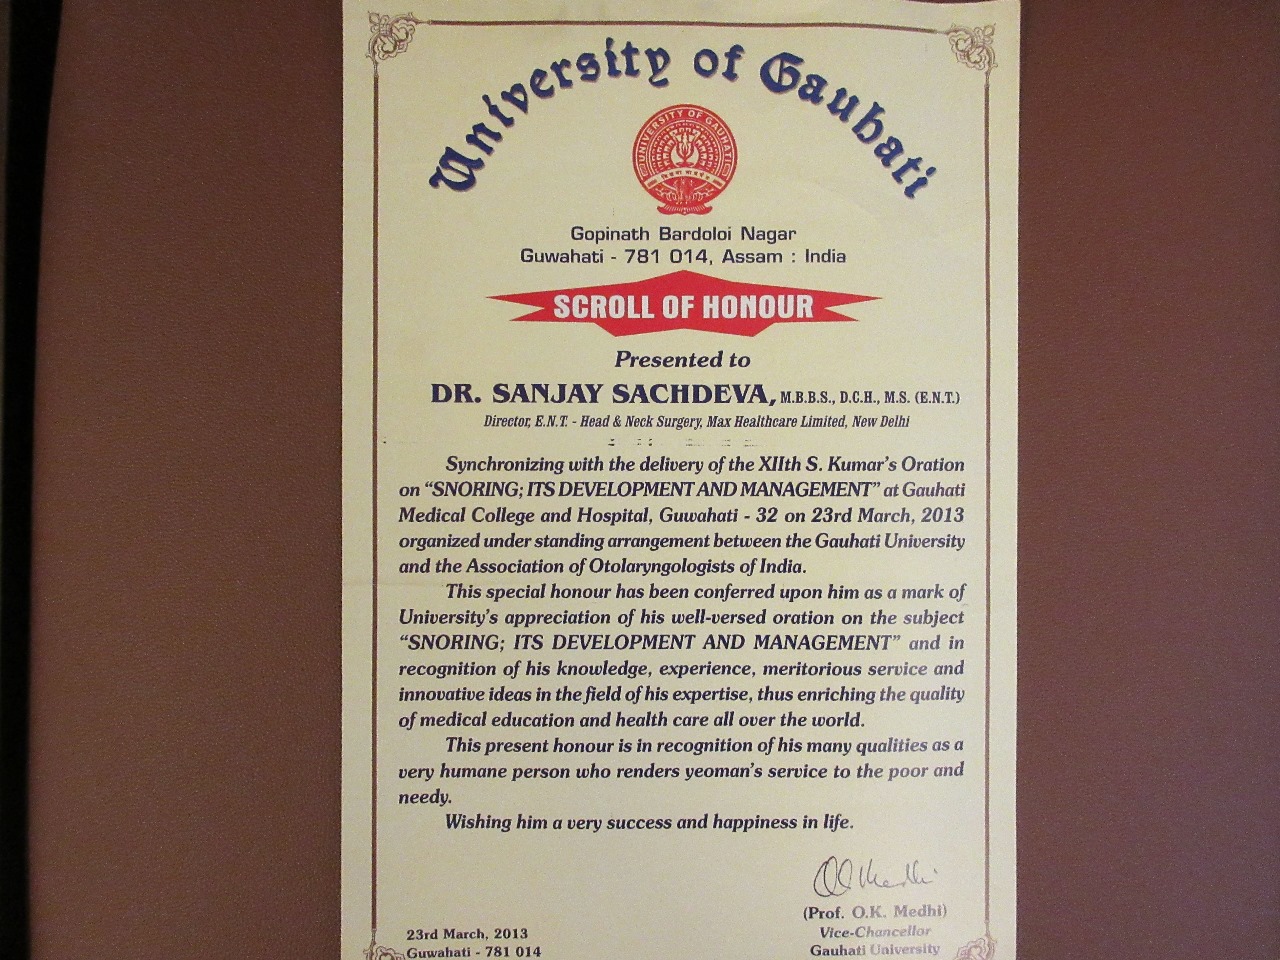 University of Gauhati
UNIVERSITY OF GAUHATI
Gopinath Bardoloi Nagar
Guwahati - 781 014, Assam : India
SCROLL OF HONOUR
Presented to
DR. SANJAY SACHDEVA, M.B.B.S., D.C.H., M.S. (E.N.T.)
Director, E.N.T. - Head & Neck Surgery, Max Healthcare Limited, New Delhi
Synchronizing with the delivery of the XIIth S. Kumar's Oration
on “SNORING; ITS DEVELOPMENT AND MANAGEMENT” at Gauhati
Medical College and Hospital, Guwahati - 32 on 23rd March, 2013
organized under standing arrangement between the Gauhati University
and the Association of Otolaryngologists of India.
This special honour has been conferred upon him as a mark of
University's appreciation of his well-versed oration on the subject
“SNORING; ITS DEVELOPMENT AND MANAGEMENT” and in
recognition of his knowledge, experience, meritorious service and
innovative ideas in the field of his expertise, thus enriching the quality
of medical education and health care all over the world.
This present honour is in recognition of his many qualities as a
very humane person who renders yeoman's service to the poor and
needy.
Wishing him a very success and happiness in life.
(Prof. O.K. Medhi)
Vice-Chancellor
Gauhati University
23rd March, 2013
Guwahati - 781 014